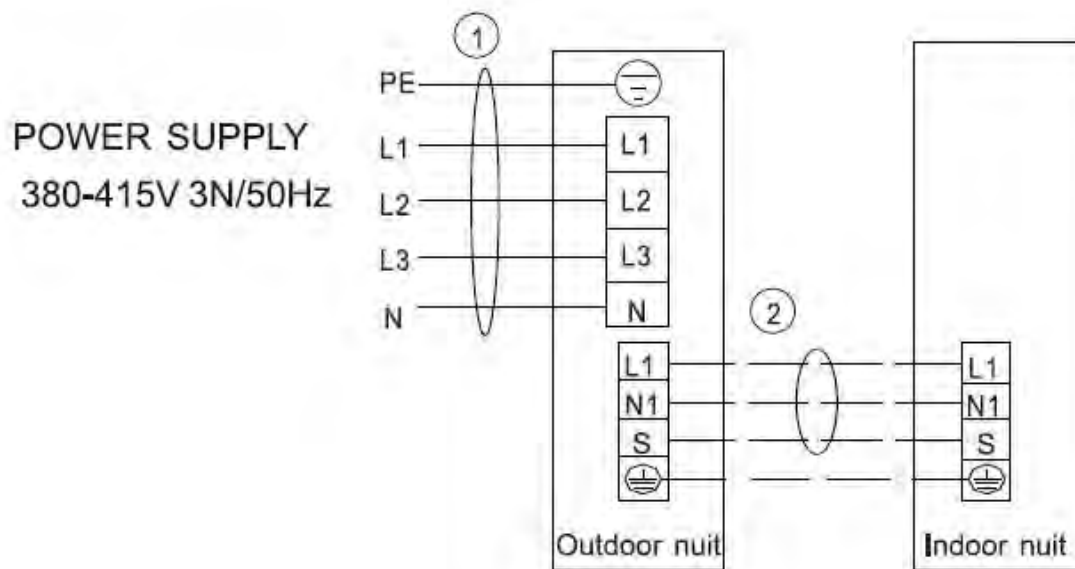 1
PE
POWER SUPPLY
380-415V 3N/50Hz
L1
L1
L2
L2
L3
L3
N
N
2
L1
L1
N1
N1
S
S
Outdoor nuit
Indoor nuit